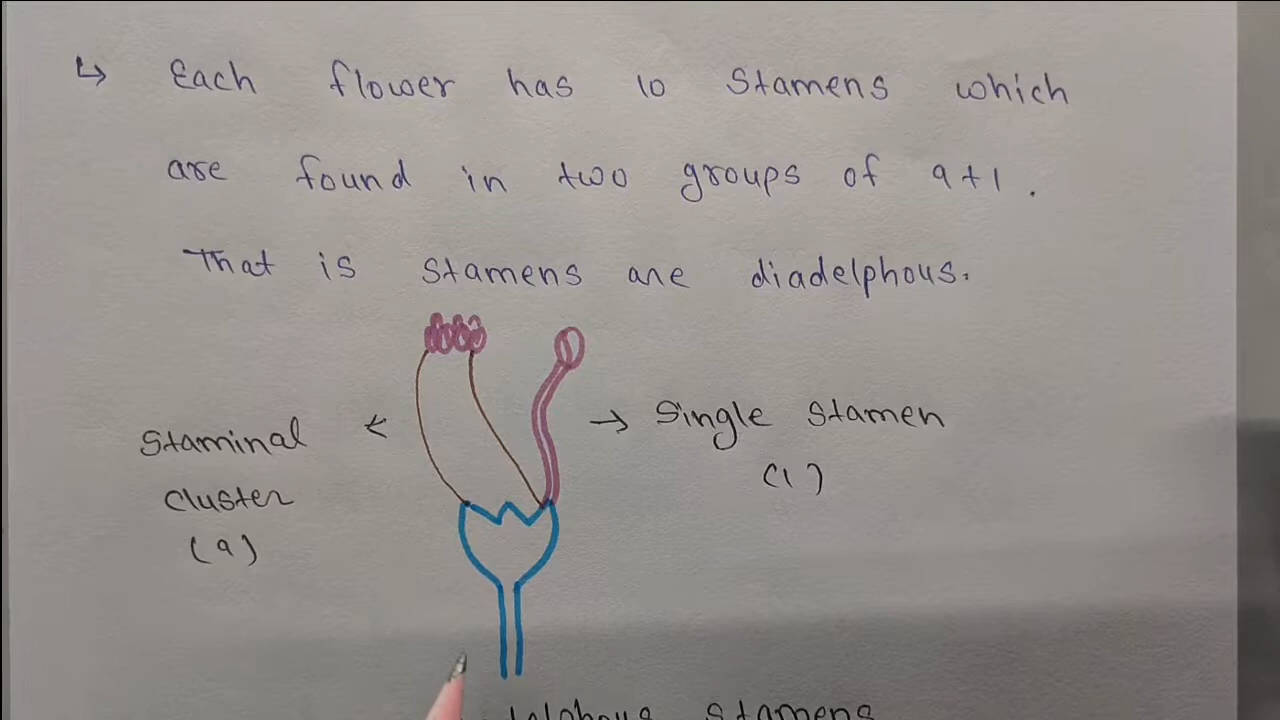 ↳ Each flower has 10 stamens which
are found in two groups of 9+1.
That is stamens are diadelphous.
Staminal ← → Single Stamen
cluster (1)
(9)
stamens